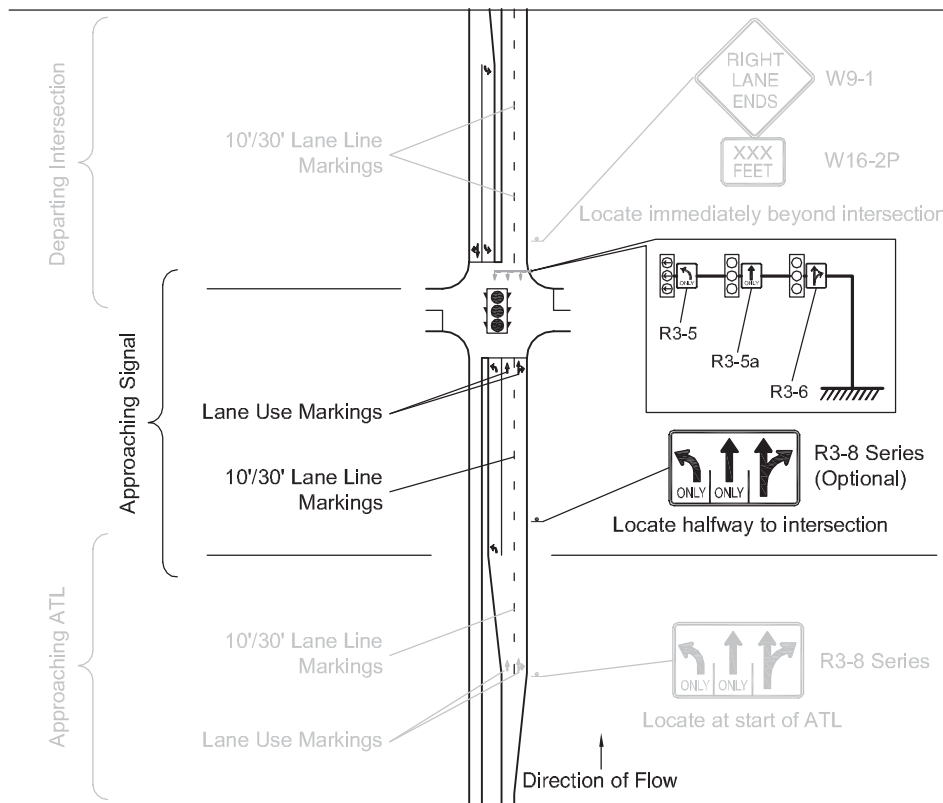 Departing Intersection
10'/30' Lane Line
Markings
RIGHT
LANE
ENDS
W9-1
XXX
FEET
W16-2P
Locate immediately beyond intersection
Approaching Signal
ONLY
ONLY
R3-5
R3-5a
R3-6
Lane Use Markings
10'/30' Lane Line
Markings
ONLY
ONLY
R3-8 Series
(Optional)
Locate halfway to intersection
Approaching ATL
10'/30' Lane Line
Markings
Lane Use Markings
ONLY
ONLY
R3-8 Series
Locate at start of ATL
Direction of Flow